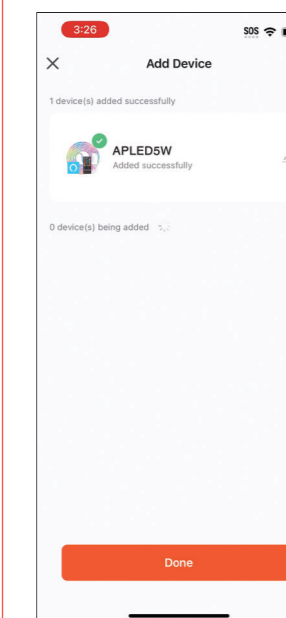 3:26 SOS
Add Device
1 device(s) added successfully
APLED5W
Added successfully
0 device(s) being added
Done